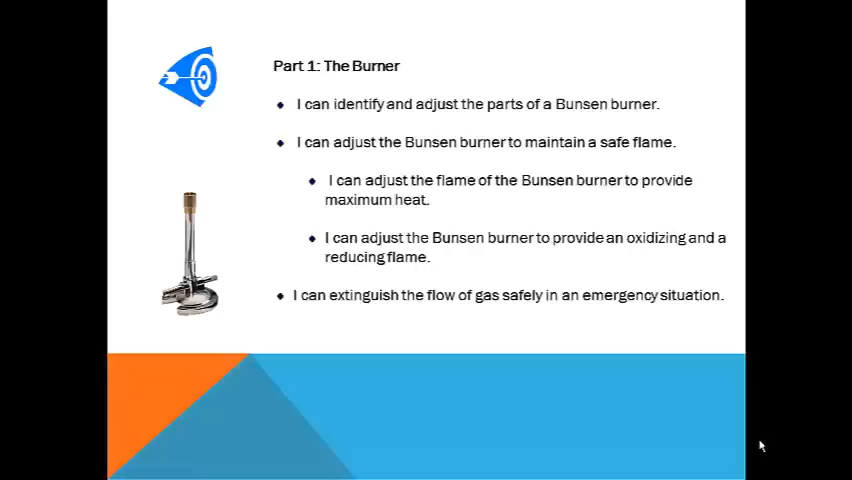 Part 1: The Burner
I can identify and adjust the parts of a Bunsen burner.
I can adjust the Bunsen burner to maintain a safe flame.
I can adjust the flame of the Bunsen burner to provide
maximum heat.
I can adjust the Bunsen burner to provide an oxidizing and a
reducing flame.
I can extinguish the flow of gas safely in an emergency situation.